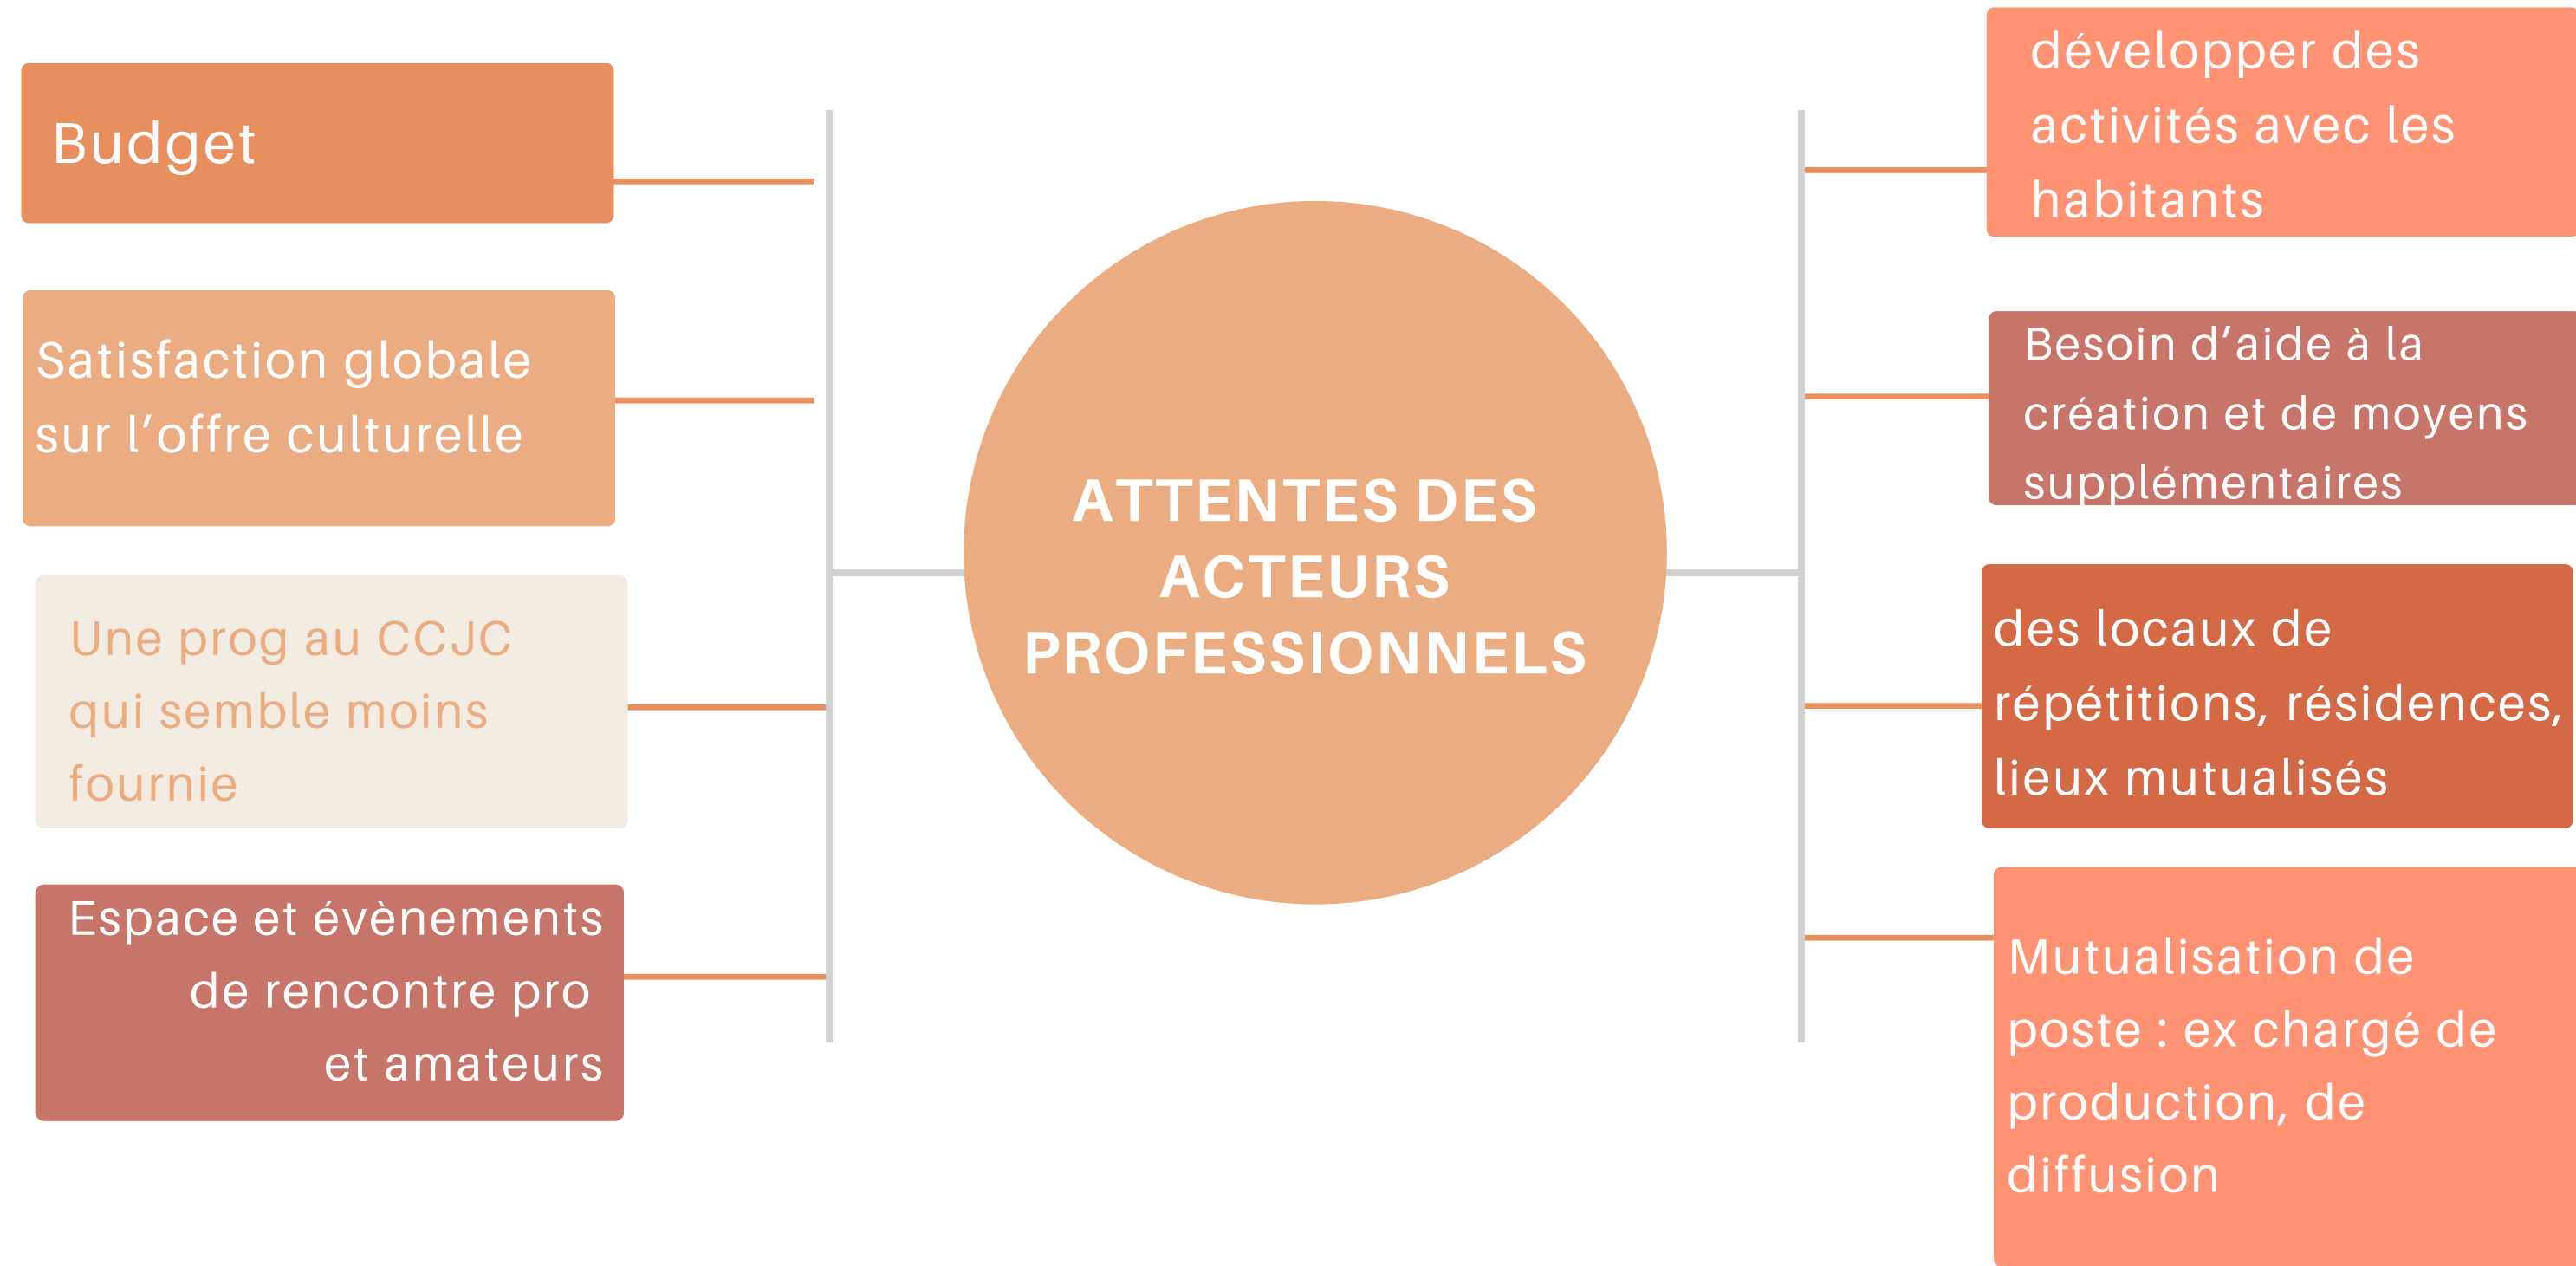 Budget
Satisfaction globale
sur l’offre culturelle
Une prog au CCJC
qui semble moins
fournie
Espace et évènements
de rencontre pro
et amateurs
ATTENTES DES
ACTEURS
PROFESSIONNELS
développer des
activités avec les
habitants
Besoin d’aide à la
création et de moyens
supplémentaires
des locaux de
répétitions, résidences,
lieux mutualisés
Mutualisation de
poste : ex chargé de
production, de
diffusion